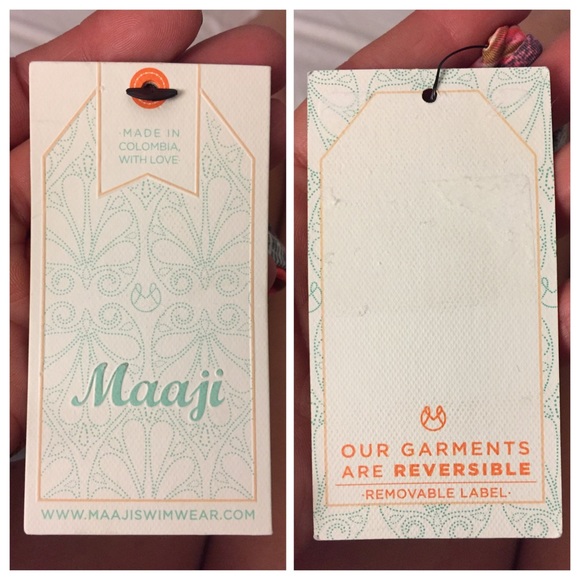 ·MADE IN
COLOMBIA,
WITH LOVE
Maaji
WWW.MAAJISWIMWEAR.COM
OUR GARMENTS
ARE REVERSIBLE
·REMOVABLE LABEL·